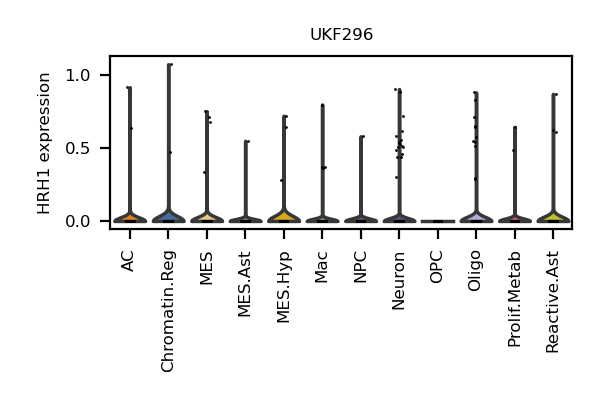 UKF296
HRH1 expression
1.0
0.5
0.0
AC
Chromatin.Reg
MES
MES.Ast
MES.Hyp
Mac
NPC
Neuron
OPC
Oligo
Prolif.Metab
Reactive.Ast